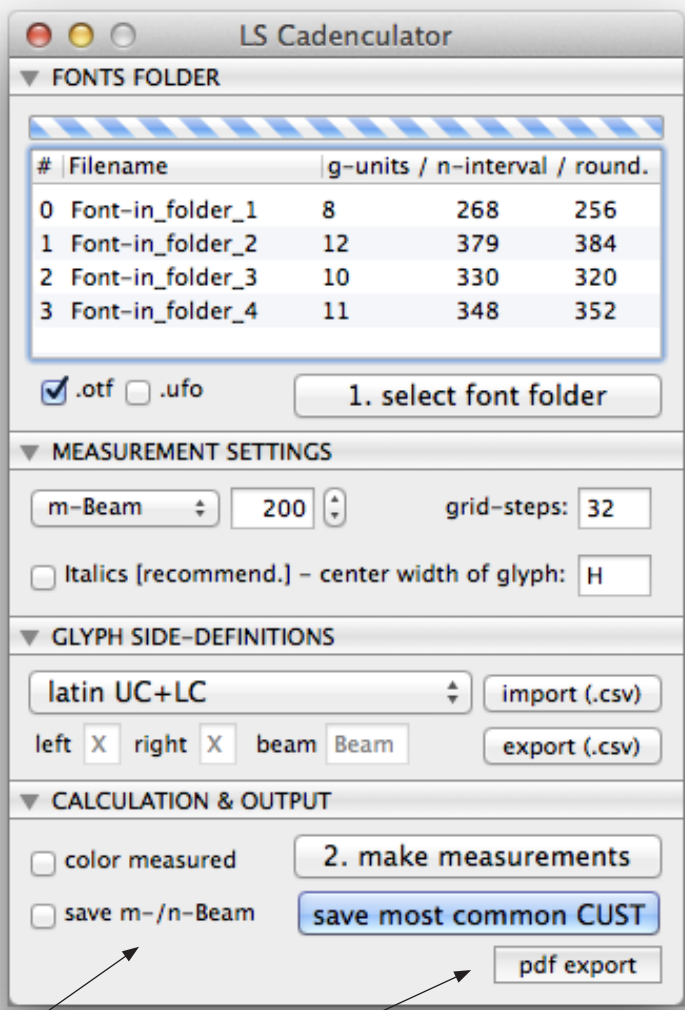 LS Cadenculator
FONTS FOLDER
# Filename g-units / n-interval / round.
0 Font-in_folder_1 8 268 256
1 Font-in_folder_2 12 379 384
2 Font-in_folder_3 10 330 320
3 Font-in_folder_4 11 348 352
.otf .ufo 1. select font folder
MEASUREMENT SETTINGS
m-Beam 200 grid-steps: 32
Italics [recommend.] - center width of glyph: H
GLYPH SIDE-DEFINITIONS
latin UC+LC import (.csv)
left X right X beam Beam export (.csv)
CALCULATION & OUTPUT
color measured 2. make measurements
save m-/n-Beam save most common CUST
pdf export